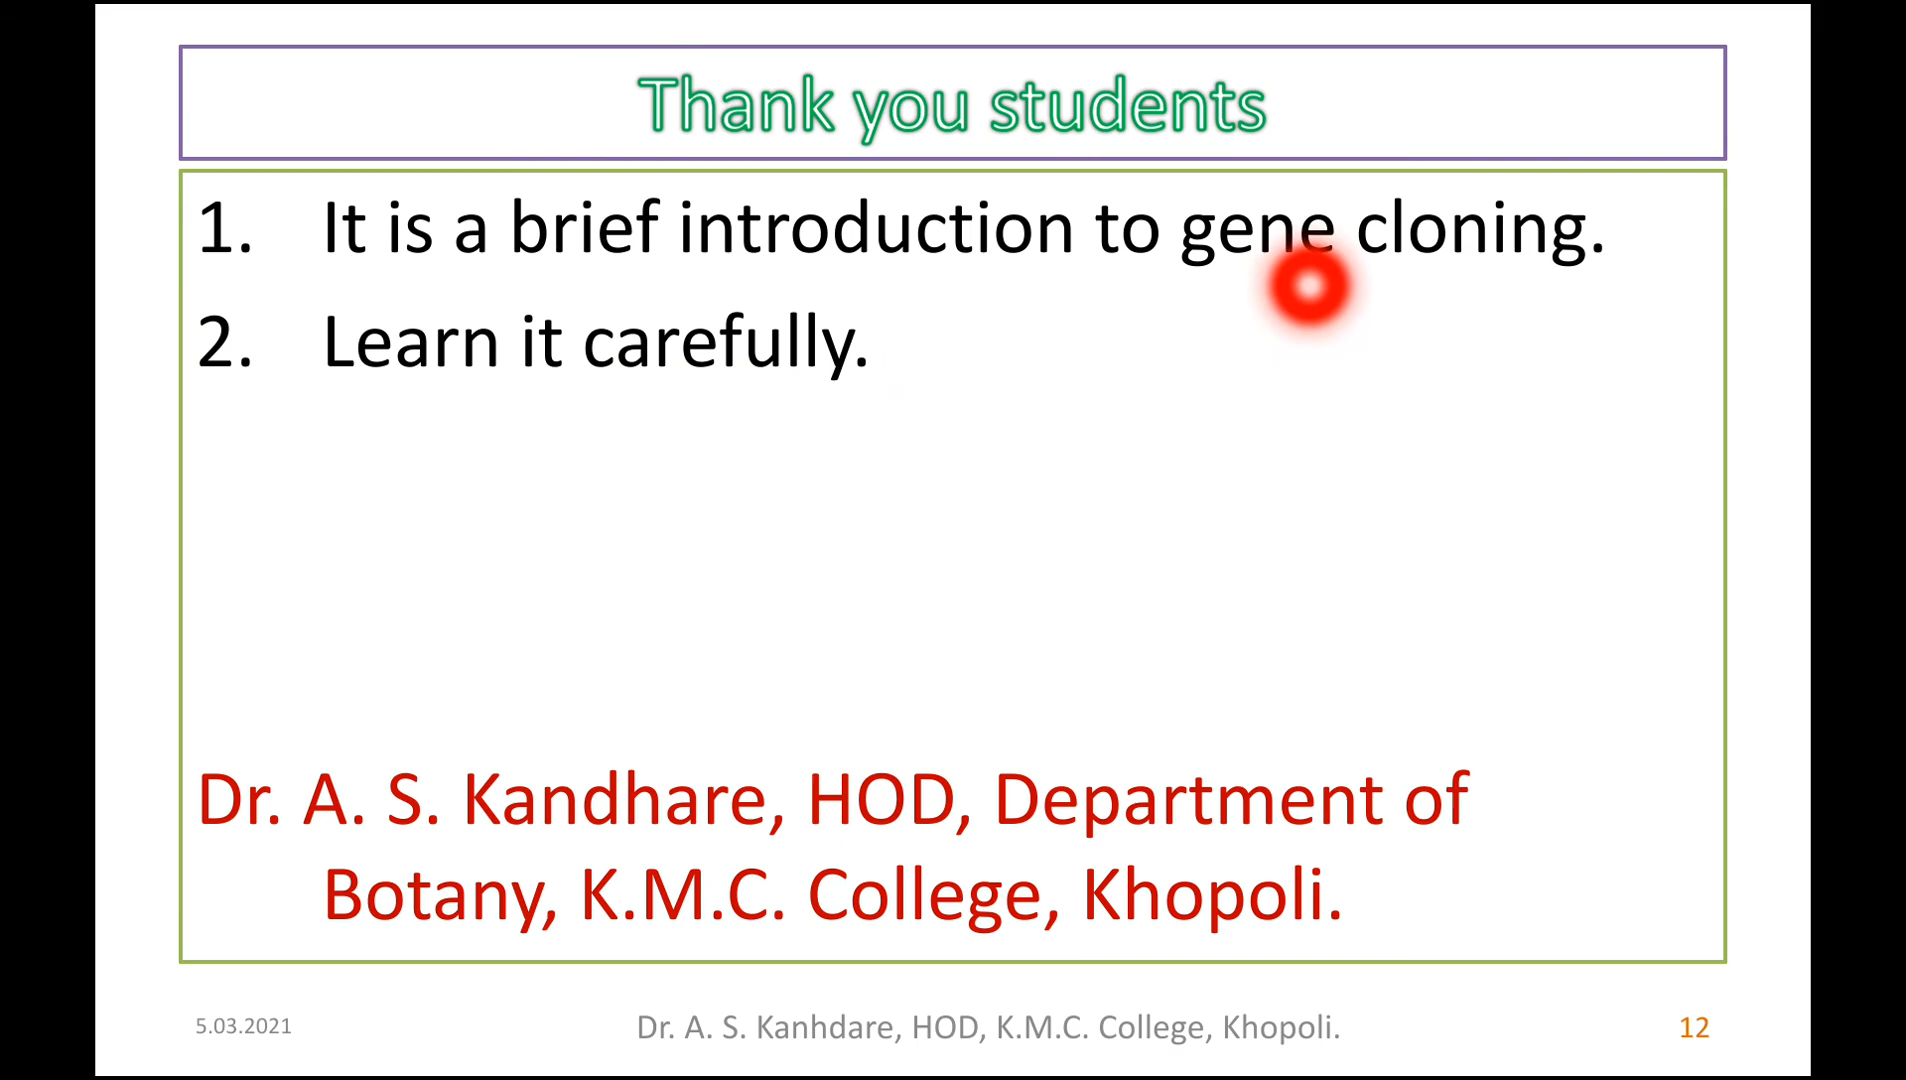 Thank you students
1. It is a brief introduction to gene cloning.
2. Learn it carefully.
Dr. A. S. Kandhare, HOD, Department of
Botany, K.M.C. College, Khopoli.
5.03.2021
Dr. A. S. Kanhdare, HOD, K.M.C. College, Khopoli.
12